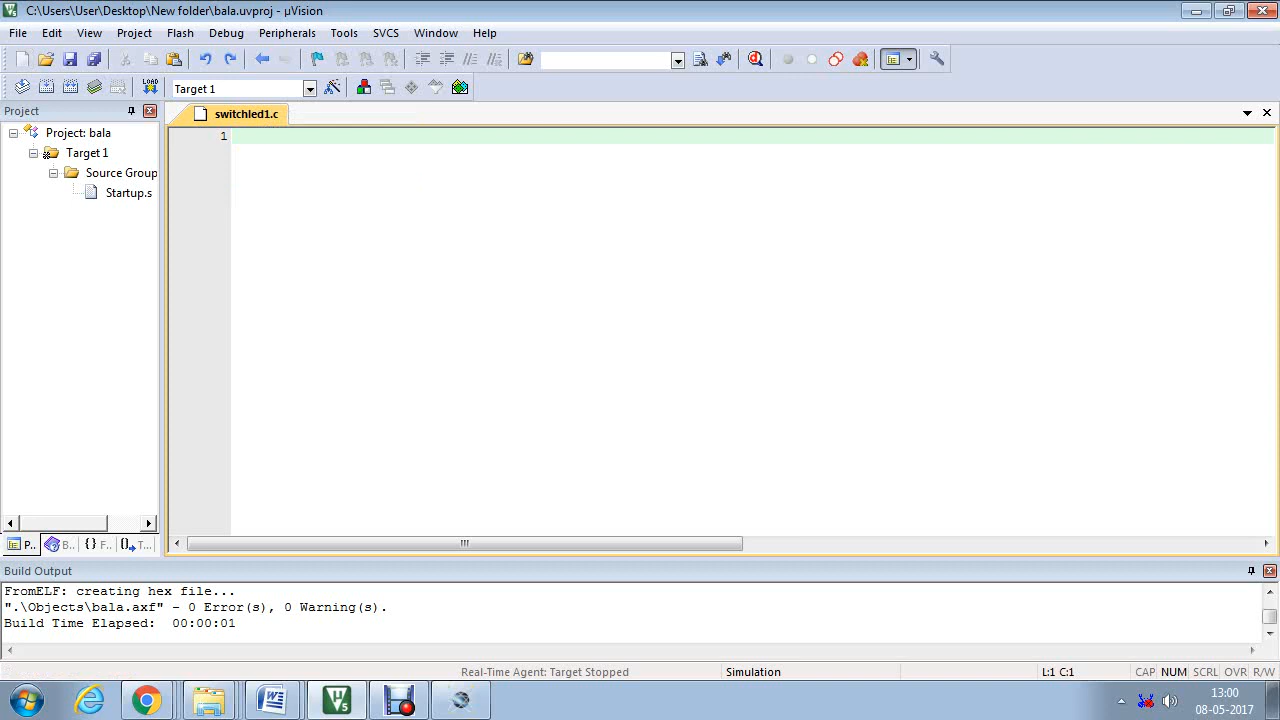 C:\Users\User\Desktop\New folder\bala.uvproj - µVision
File Edit View Project Flash Debug Peripherals Tools SVCS Window Help
LOAD Target 1
Project
switchled1.c
Project: bala
1
Target 1
Source Group
Startup.s
P.. B.. {} F.. T...
Build Output
FromELF: creating hex file...
".\Objects\bala.axf" - 0 Error(s), 0 Warning(s).
Build Time Elapsed:  00:00:01
Real-Time Agent: Target Stopped Simulation L:1 C:1 CAP NUM SCRL OVR R/W
13:00
08-05-2017